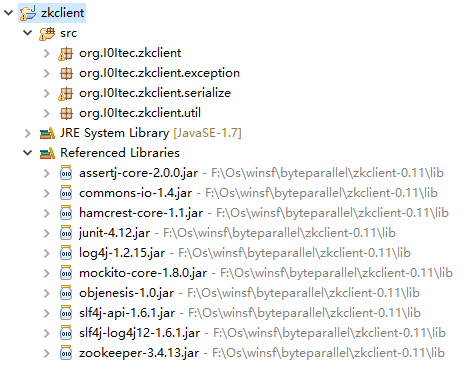 zkclient
src
org.I0Itec.zkclient
org.I0Itec.zkclient.exception
org.I0Itec.zkclient.serialize
org.I0Itec.zkclient.util
JRE System Library [JavaSE-1.7]
Referenced Libraries
assertj-core-2.0.0.jar - F:\Os\winsf\byteparallel\zkclient-0.11\lib
commons-io-1.4.jar - F:\Os\winsf\byteparallel\zkclient-0.11\lib
hamcrest-core-1.1.jar - F:\Os\winsf\byteparallel\zkclient-0.11\lib
junit-4.12.jar - F:\Os\winsf\byteparallel\zkclient-0.11\lib
log4j-1.2.15.jar - F:\Os\winsf\byteparallel\zkclient-0.11\lib
mockito-core-1.8.0.jar - F:\Os\winsf\byteparallel\zkclient-0.11\lib
objenesis-1.0.jar - F:\Os\winsf\byteparallel\zkclient-0.11\lib
slf4j-api-1.6.1.jar - F:\Os\winsf\byteparallel\zkclient-0.11\lib
slf4j-log4j12-1.6.1.jar - F:\Os\winsf\byteparallel\zkclient-0.11\lib
zookeeper-3.4.13.jar - F:\Os\winsf\byteparallel\zkclient-0.11\lib